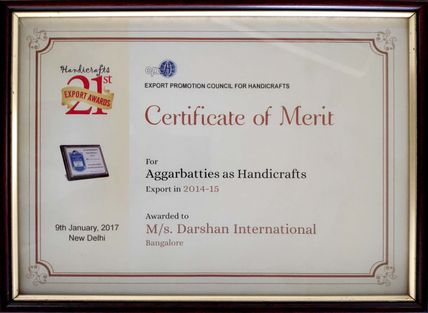 Handicrafts
21st
EXPORT AWARDS
EXPORT PROMOTION COUNCIL FOR HANDICRAFTS
Certificate of Merit
For
Aggarbatties as Handicrafts
Export in 2014-15
Awarded to
M/s. Darshan International
Bangalore
9th January, 2017
New Delhi